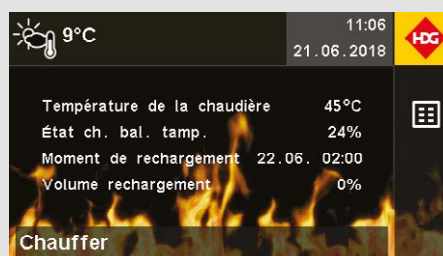 9°C
11:06
21.06.2018
HDG
Température de la chaudière 45°C
État ch. bal. tamp. 24%
Moment de rechargement 22.06. 02:00
Volume rechargement 0%
Chauffer